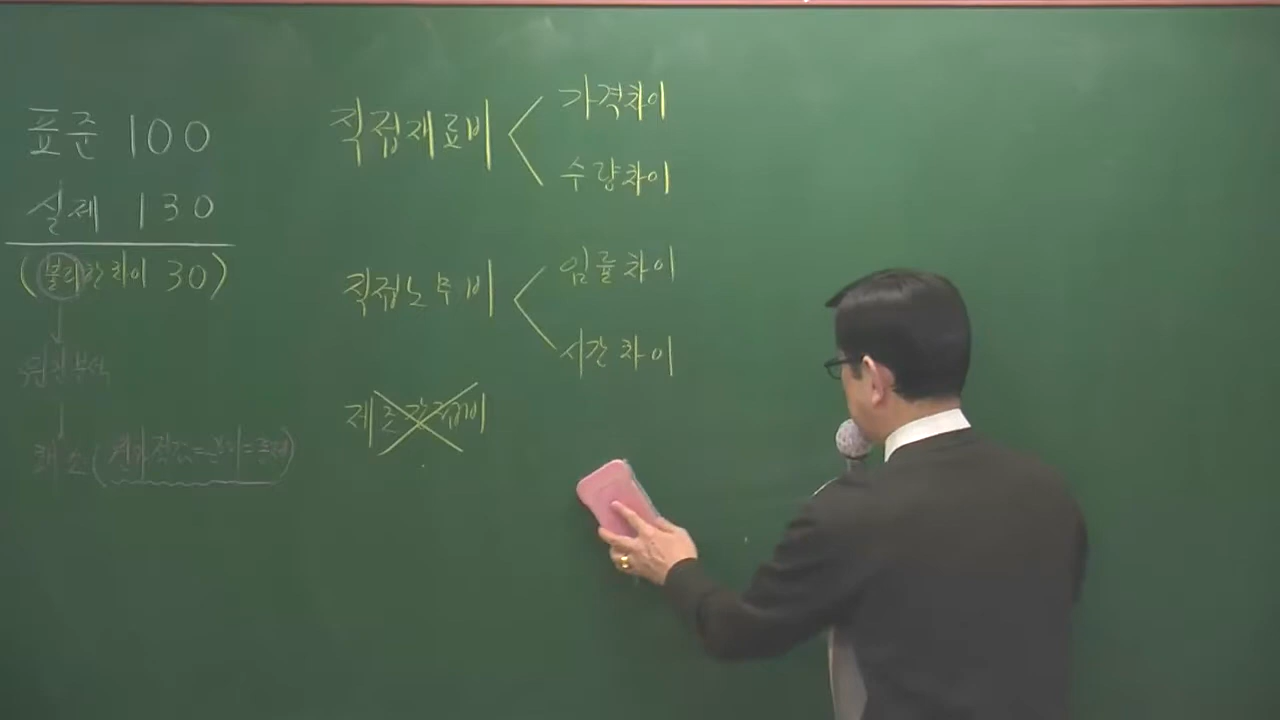 표준 100
실제 130
(불리한 차이 30)
원인분석
직접재료비
가격차이
수량차이
직접노무비
임률차이
시간차이
제조간접비